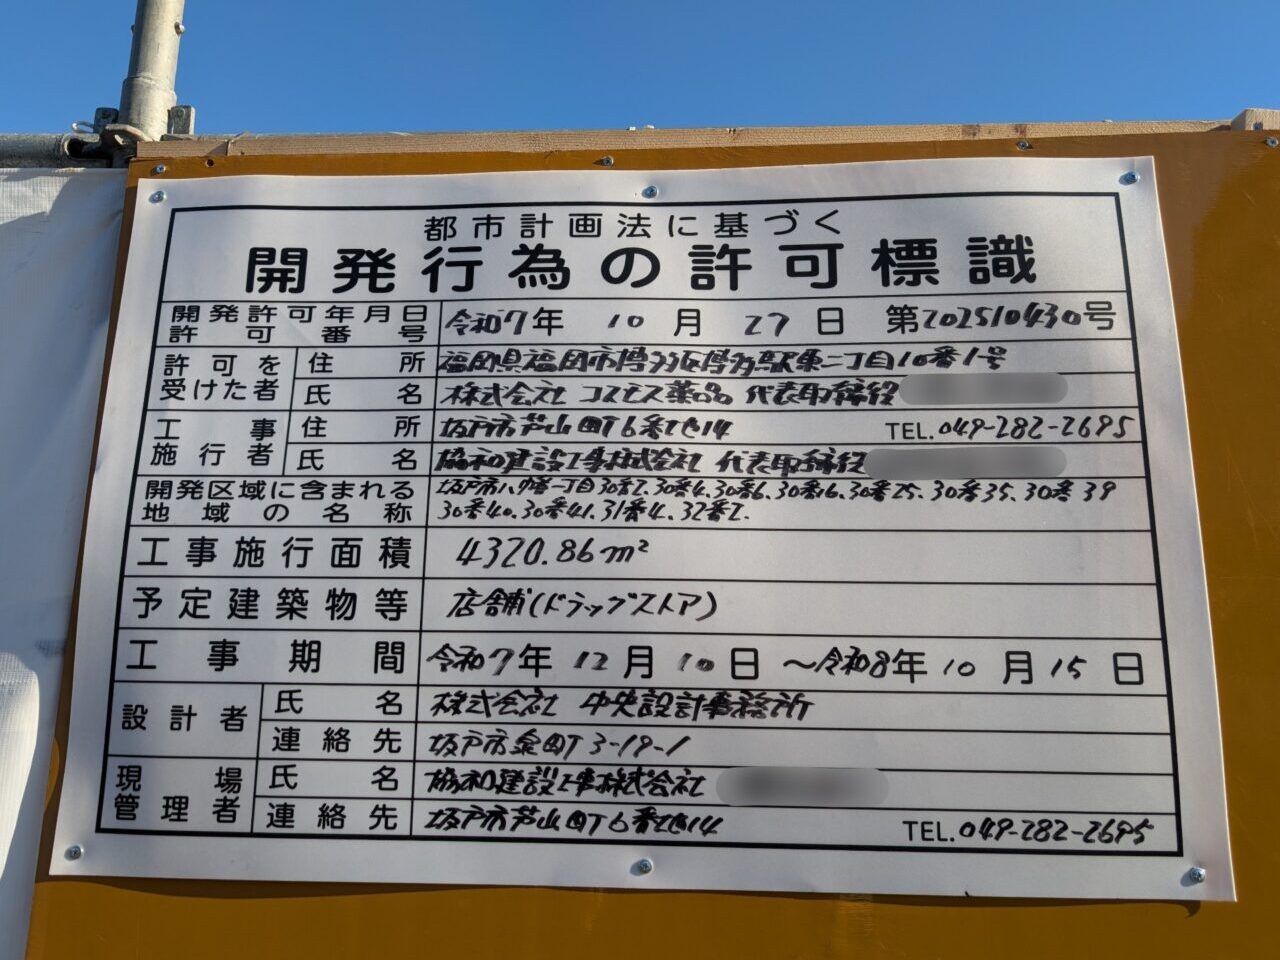 都市計画法に基づく
開発行為の許可標識
開発許可年月日
許可番号
令和7年 10月 27日 第202510430号
許可を
受けた者
住所
福岡県福岡市博多区博多駅東二丁目10番1号
氏名
株式会社 コスモス薬品 代表取締役
工事
施行者
住所
坂戸市芦山町6番地14
TEL.049-282-2695
氏名
協和建設工事株式会社 代表取締役
開発区域に含まれる
地域の名称
坂戸市八幡一丁目30番2.30番4.30番6.30番16.30番25.30番35.30番39
30番40.30番41.31番4.32番2.
工事施行面積
4320.86m²
予定建築物等
店舗(ドラッグストア)
工事期間
令和7年 12月 10日 ～令和8年 10月 15日
設計者
氏名
株式会社 中央設計事務所
連絡先
坂戸市泉町3-19-1
現場
管理者
氏名
協和建設工事株式会社
連絡先
坂戸市芦山町6番地14
TEL.049-282-2695